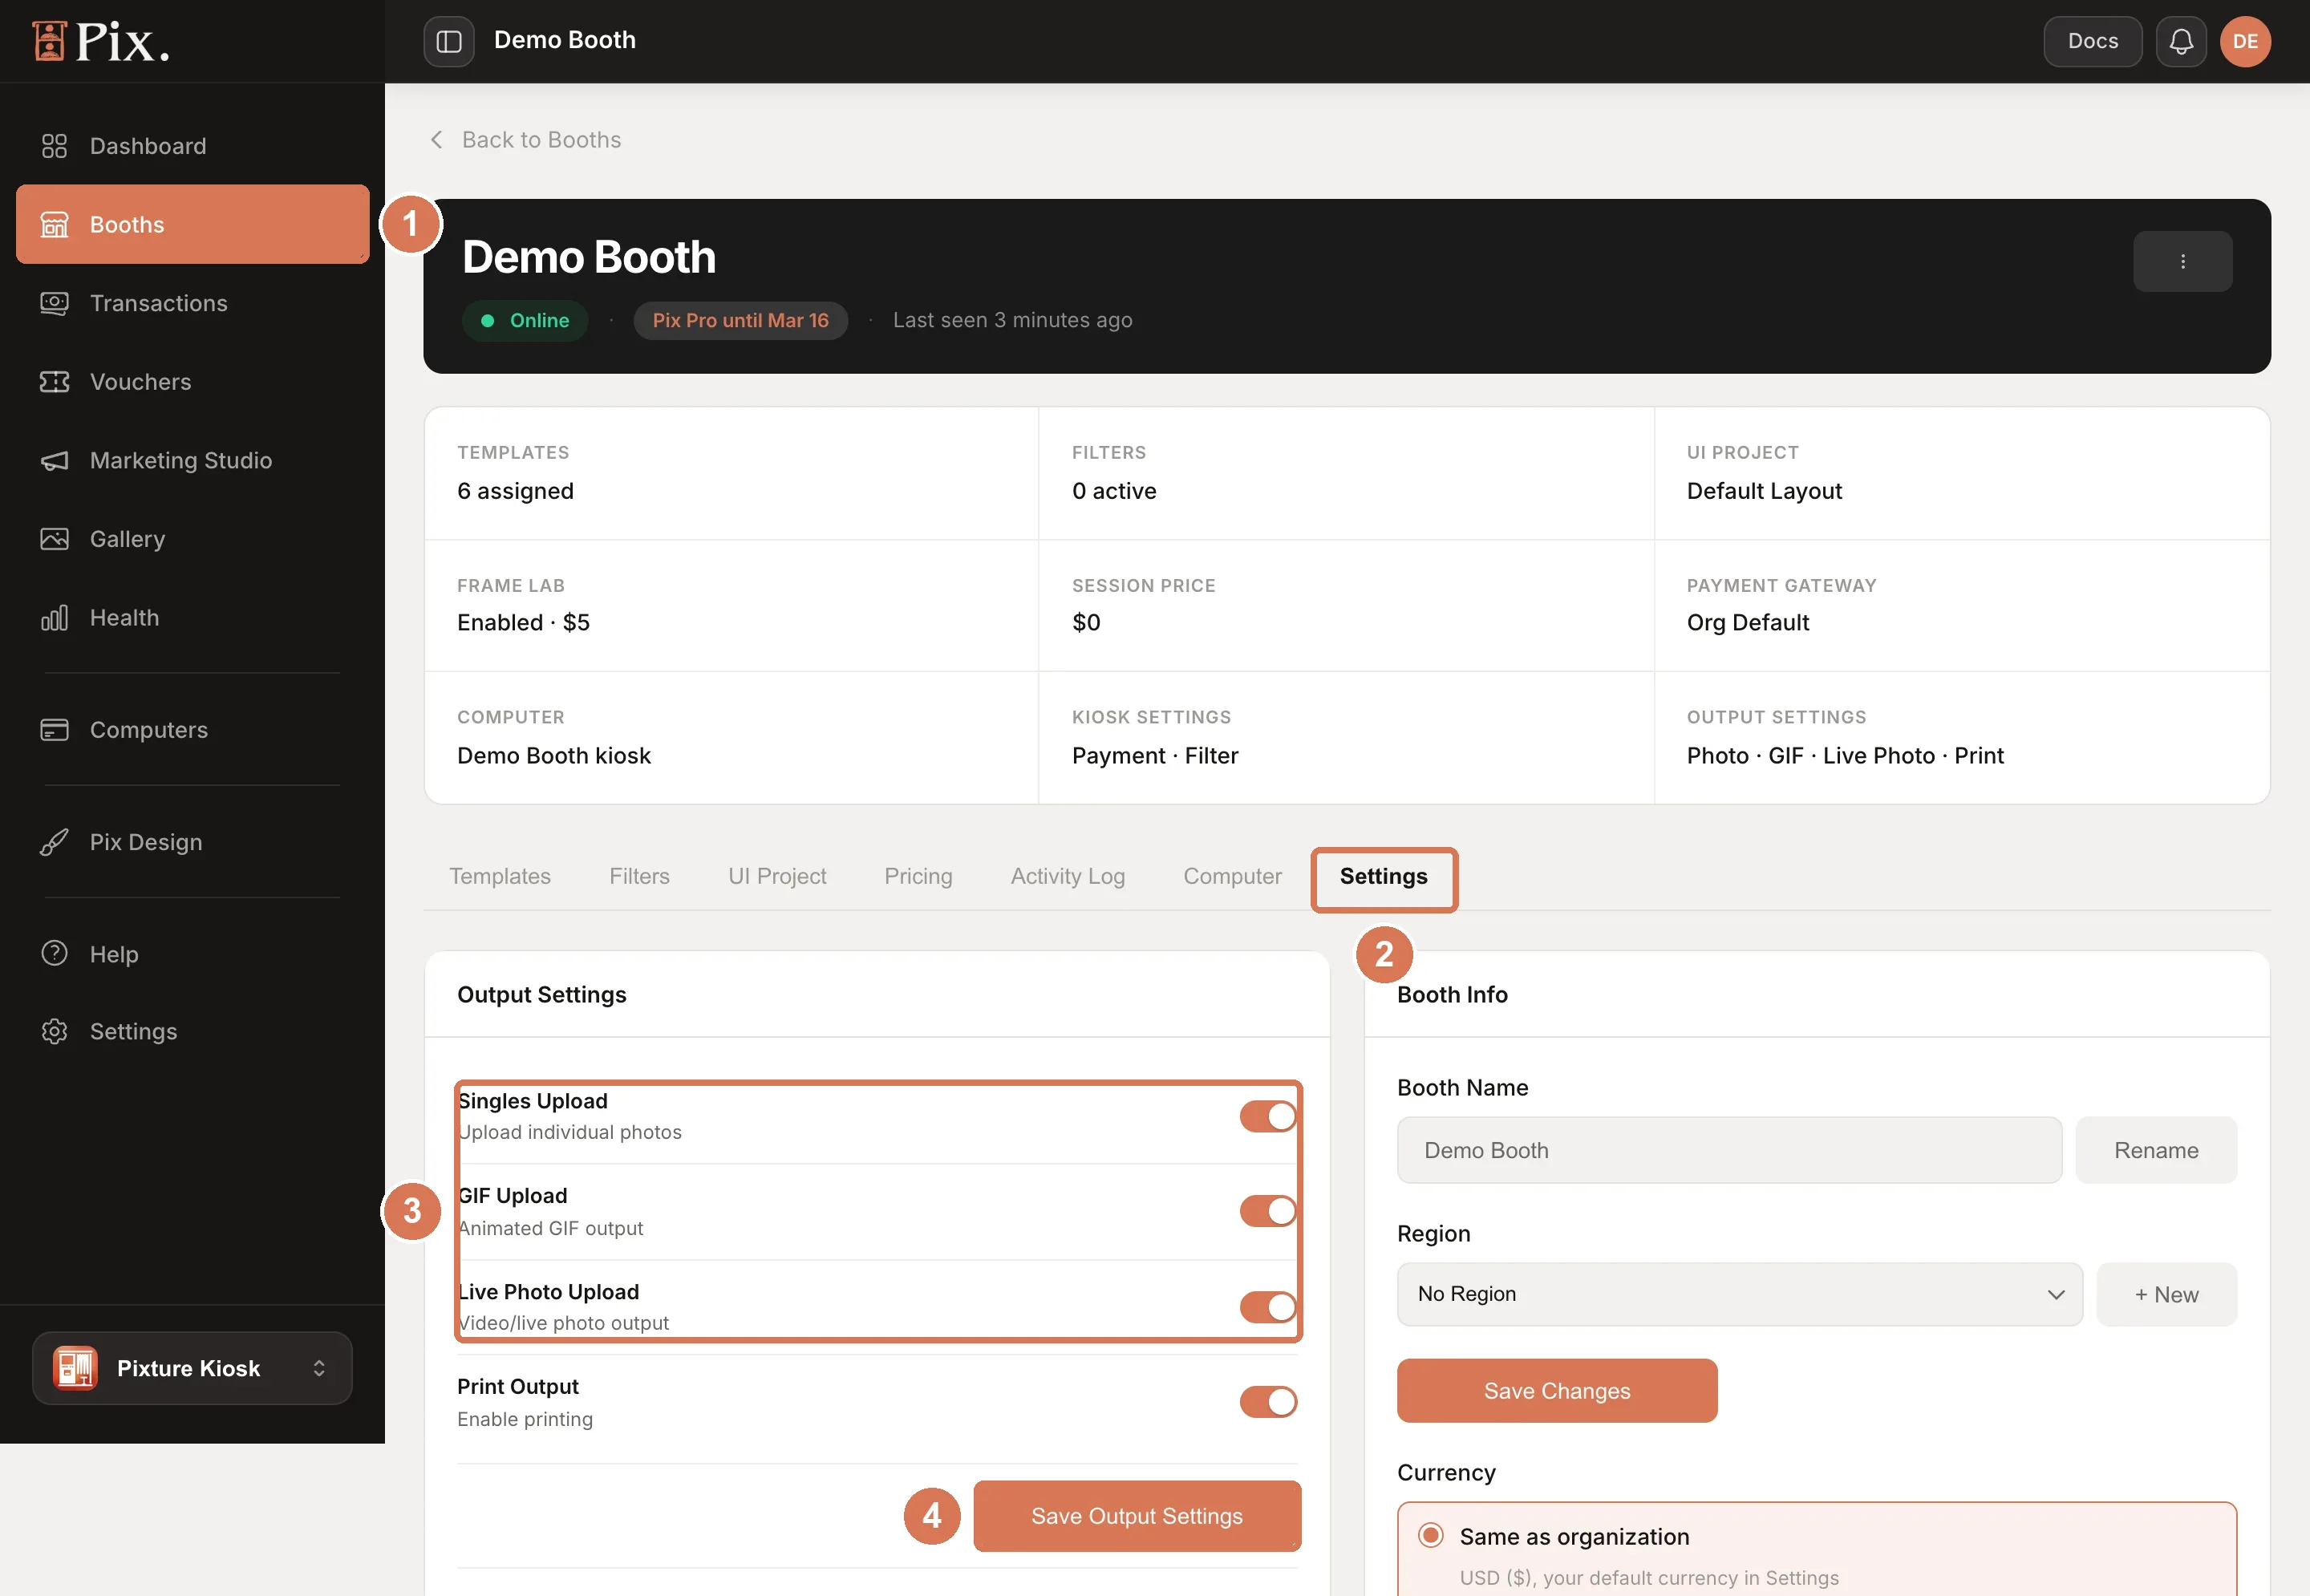 Pix.
Demo Booth
Docs
DE
Dashboard
Booths
Transactions
Vouchers
Marketing Studio
Gallery
Health
Computers
Pix Design
Help
Settings
Pixture Kiosk
Back to Booths
1
Demo Booth
Online · Pix Pro until Mar 16 · Last seen 3 minutes ago
TEMPLATES
6 assigned
FILTERS
0 active
UI PROJECT
Default Layout
FRAME LAB
Enabled · $5
SESSION PRICE
$0
PAYMENT GATEWAY
Org Default
COMPUTER
Demo Booth kiosk
KIOSK SETTINGS
Payment · Filter
OUTPUT SETTINGS
Photo · GIF · Live Photo · Print
Templates Filters UI Project Pricing Activity Log Computer Settings
2
Output Settings
3
Singles Upload
Upload individual photos
GIF Upload
Animated GIF output
Live Photo Upload
Video/live photo output
Print Output
Enable printing
4
Save Output Settings
Booth Info
Booth Name
Demo Booth
Rename
Region
No Region
+ New
Save Changes
Currency
Same as organization
USD ($), your default currency in Settings